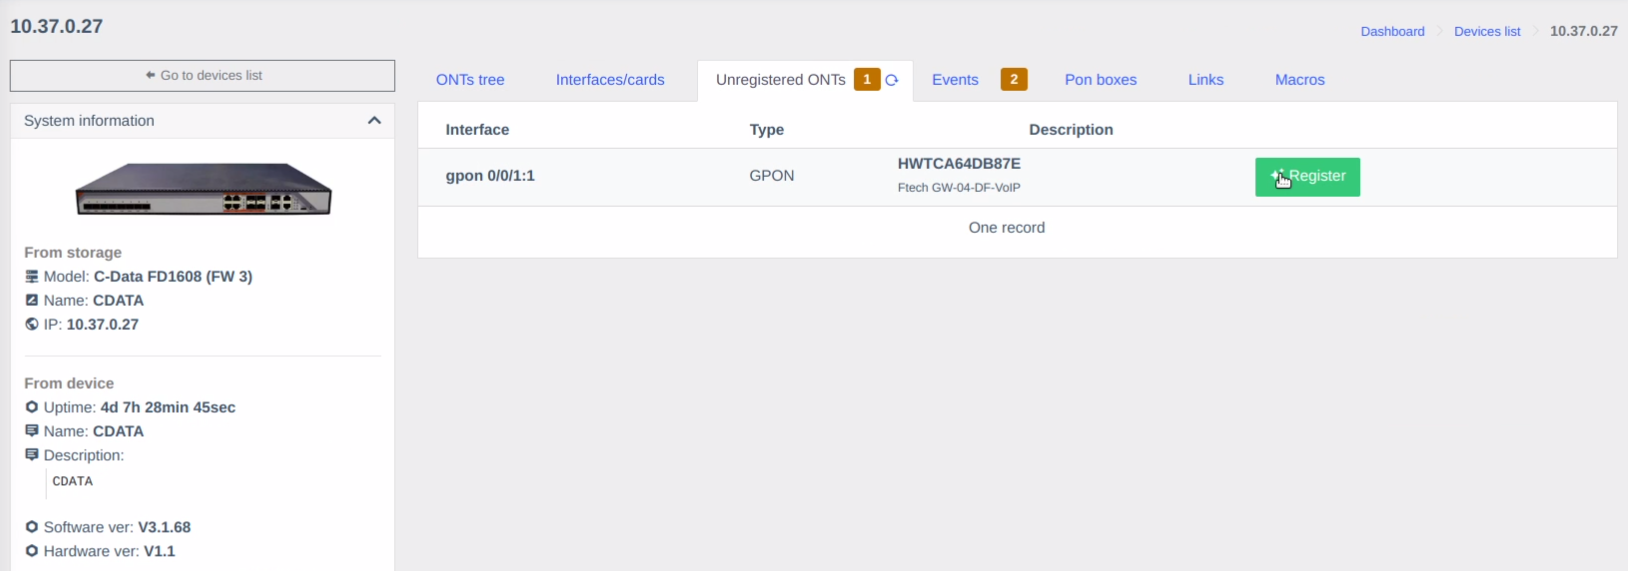 10.37.0.27
Dashboard Devices list 10.37.0.27
Go to devices list
ONTs tree Interfaces/cards Unregistered ONTs 1 Events 2 Pon boxes Links Macros
System information
Interface Type Description
gpon 0/0/1:1 GPON HWTCA64DB87E Register
Ftech GW-04-DF-VoIP
One record
From storage
Model: C-Data FD1608 (FW 3)
Name: CDATA
IP: 10.37.0.27
From device
Uptime: 4d 7h 28min 45sec
Name: CDATA
Description:
CDATA
Software ver: V3.1.68
Hardware ver: V1.1